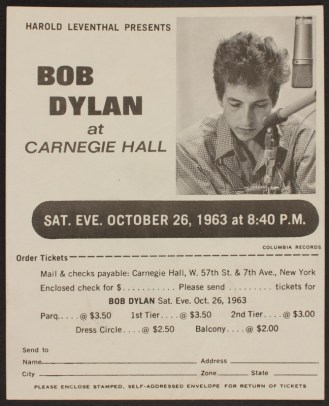 HAROLD LEVENTHAL PRESENTS
BOB
DYLAN
at
CARNEGIE HALL
SAT. EVE. OCTOBER 26, 1963 at 8:40 P.M.
COLUMBIA RECORDS
Order Tickets
Mail & checks payable: Carnegie Hall, W. 57th St. & 7th Ave., New York
Enclosed check for $........... Please send .......... tickets for
BOB DYLAN Sat. Eve. Oct. 26, 1963
Parq.... @ $3.50 1st Tier.... @ $3.50 2nd Tier.... @ $3.00
Dress Circle.... @ $2.50 Balcony.... @ $2.00
Send to
Name Address
City Zone State
PLEASE ENCLOSE STAMPED, SELF-ADDRESSED ENVELOPE FOR RETURN OF TICKETS